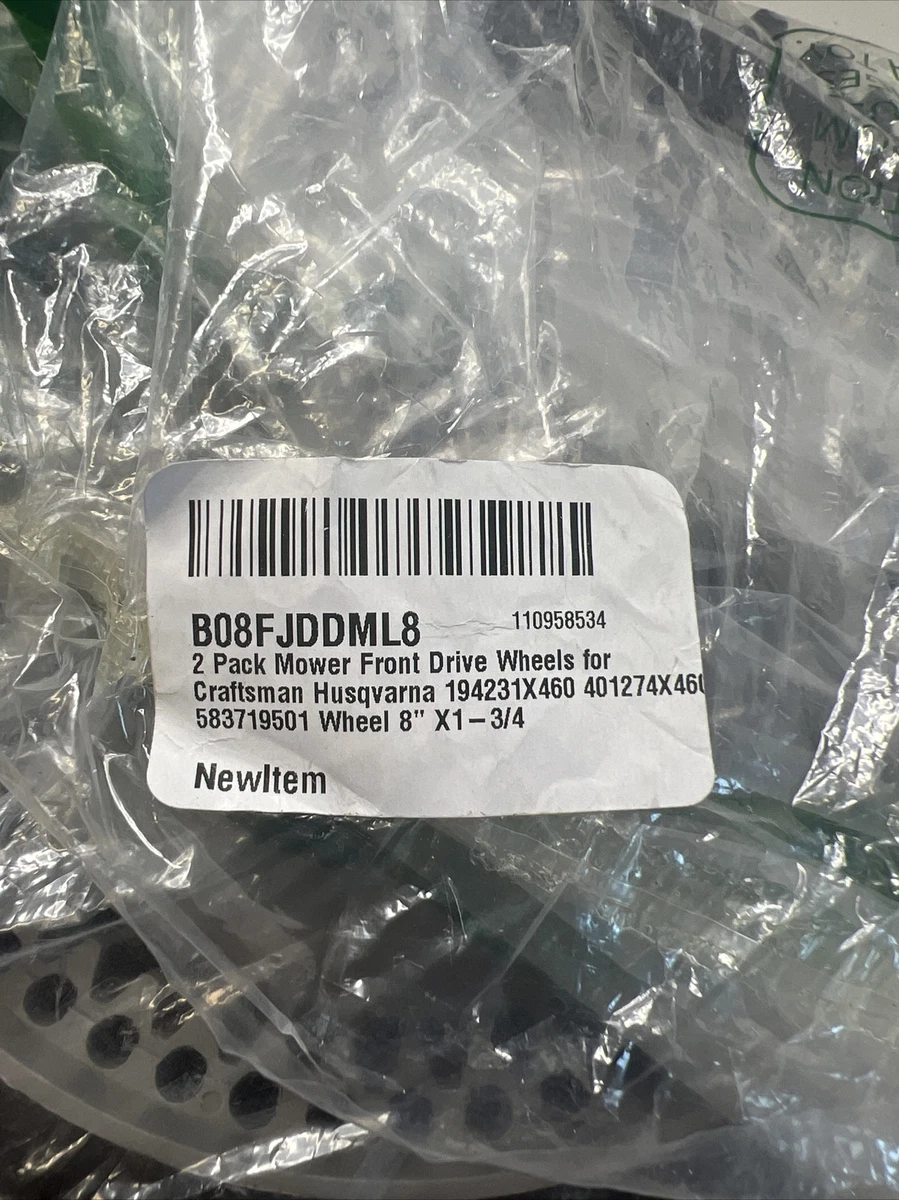 B08FJDDML8 110958534
2 Pack Mower Front Drive Wheels for
Craftsman Husqvarna 194231X460 401274X460
583719501 Wheel 8" X1-3/4
NewItem